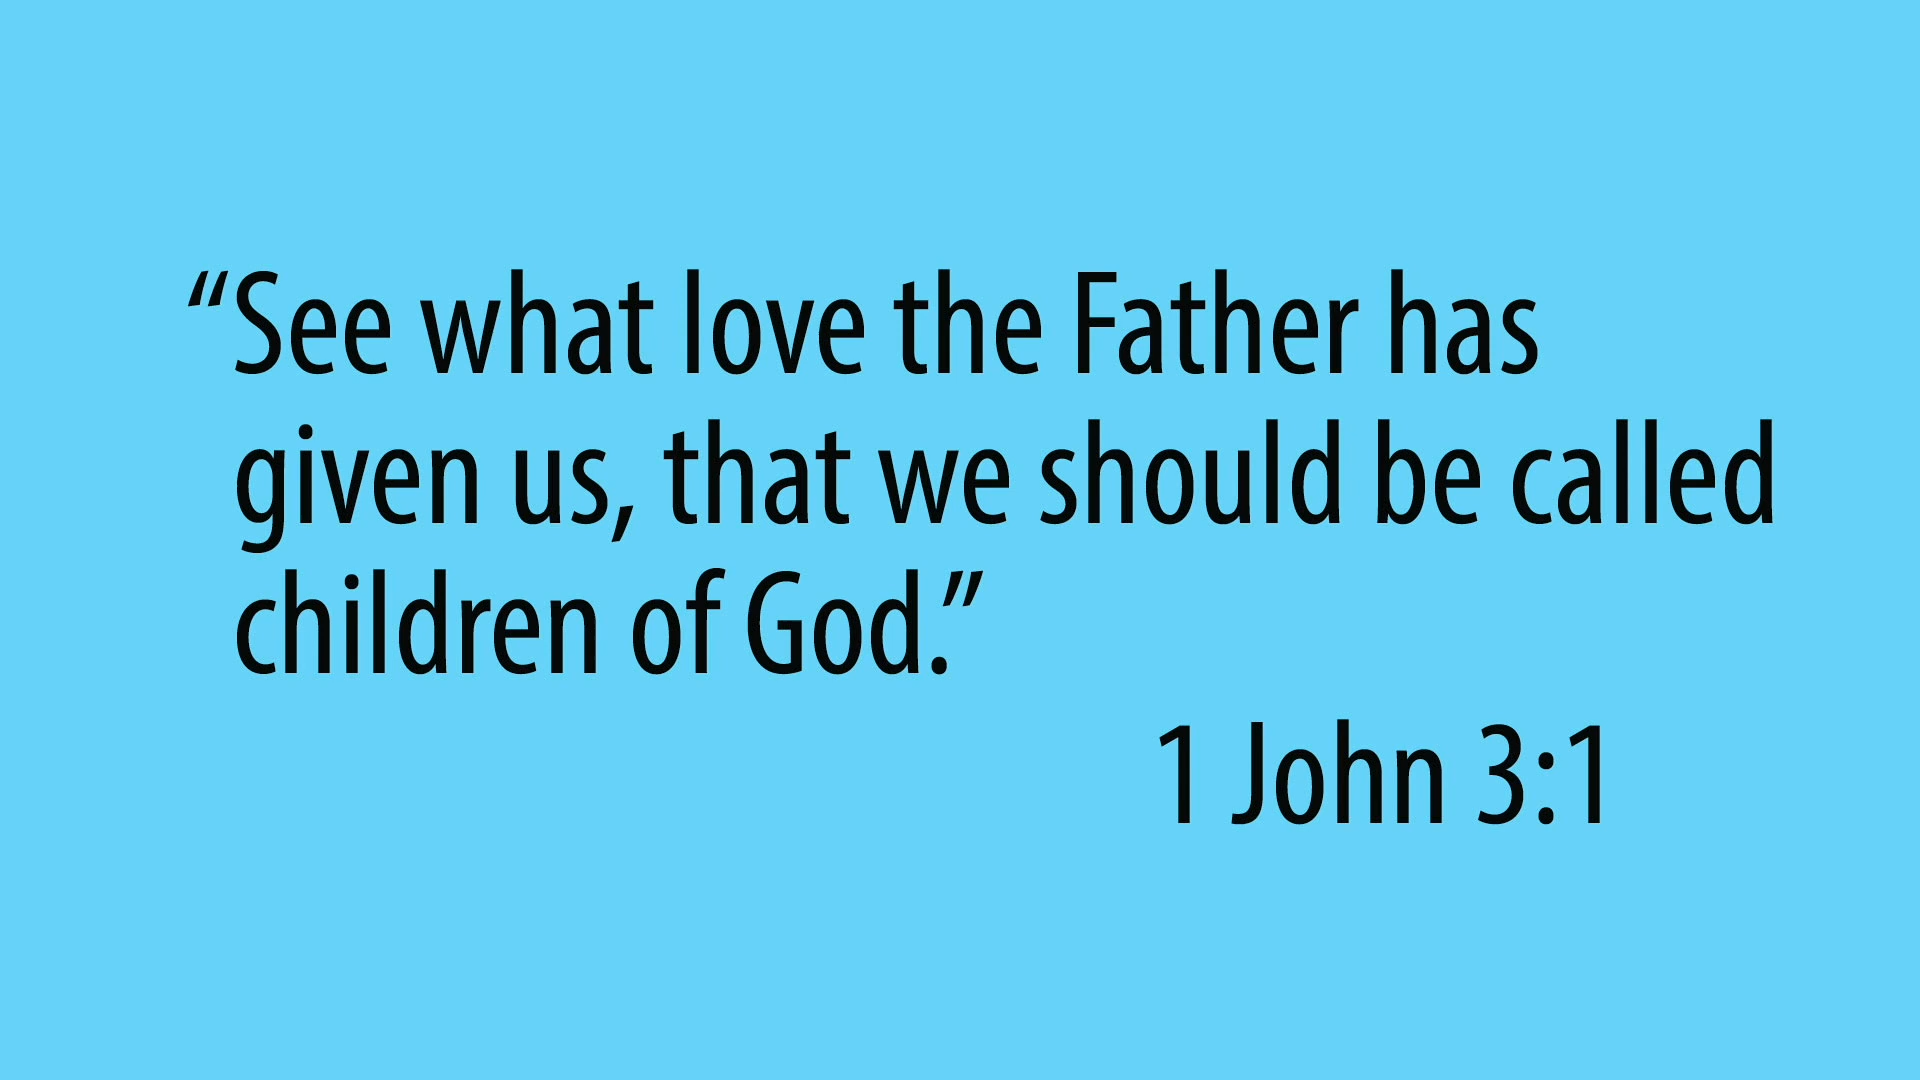 “See what love the Father has
given us, that we should be called
children of God.”
1 John 3:1